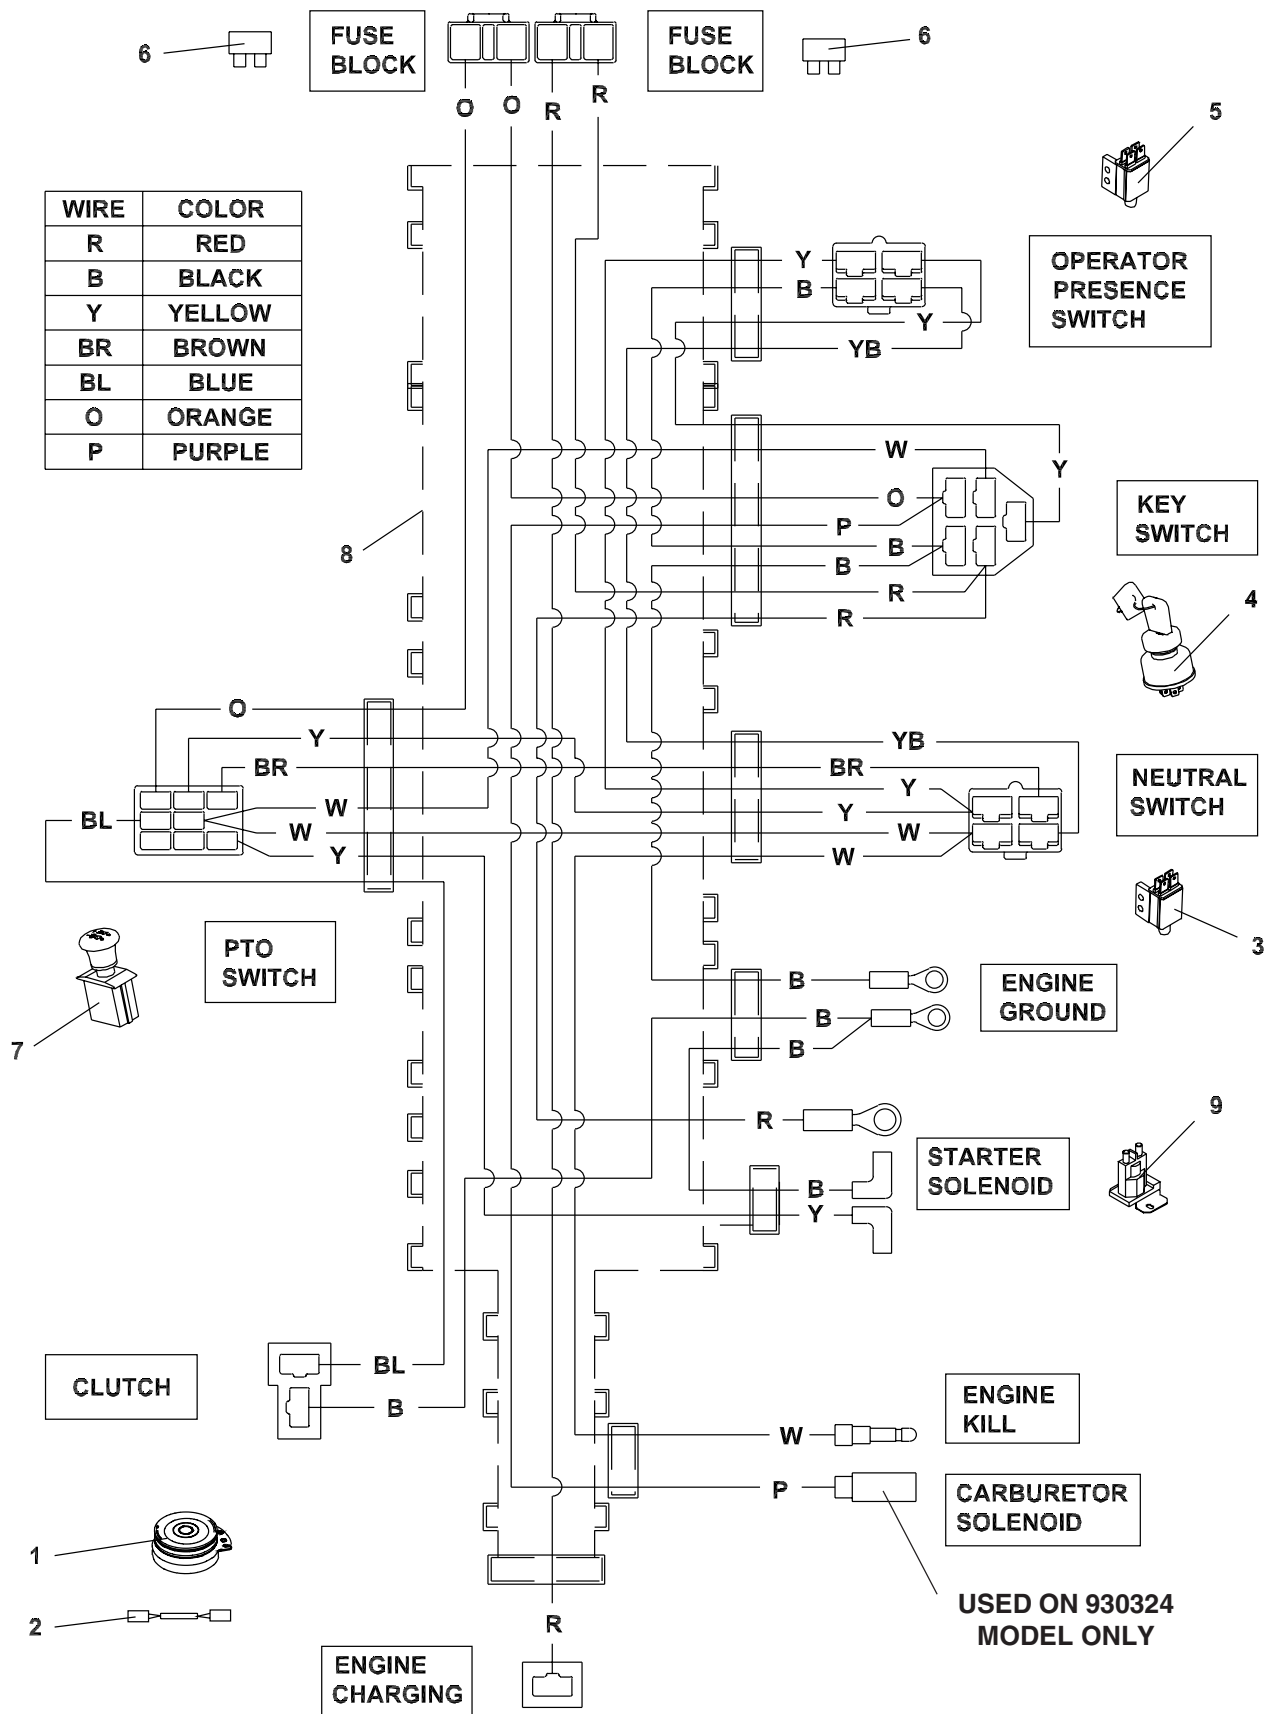 6
FUSE
BLOCK
FUSE
BLOCK
6
O
O
R
R
5
WIRE COLOR
R RED
B BLACK
Y YELLOW
BR BROWN
BL BLUE
O ORANGE
P PURPLE
OPERATOR
PRESENCE
SWITCH
Y
B
Y
YB
W
Y
O
P
B
B
R
R
KEY
SWITCH
8
4
O
Y
BR
W
BL
W
Y
YB
BR
Y
Y
W
W
NEUTRAL
SWITCH
3
PTO
SWITCH
7
B
B
B
ENGINE
GROUND
R
9
STARTER
SOLENOID
B
Y
CLUTCH
BL
B
ENGINE
KILL
W
P
CARBURETOR
SOLENOID
1
2
USED ON 930324
MODEL ONLY
R
ENGINE
CHARGING